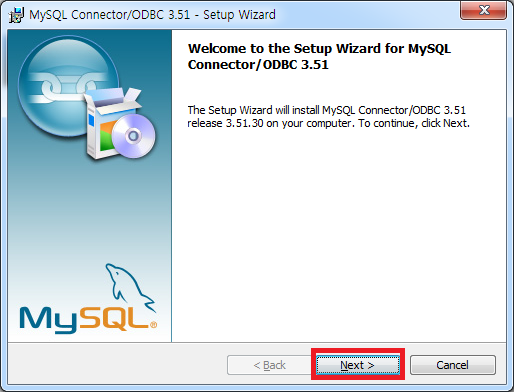 MySQL Connector/ODBC 3.51 - Setup Wizard
Welcome to the Setup Wizard for MySQL
Connector/ODBC 3.51
The Setup Wizard will install MySQL Connector/ODBC 3.51
release 3.51.30 on your computer. To continue, click Next.
MySQL®
< Back
Next >
Cancel